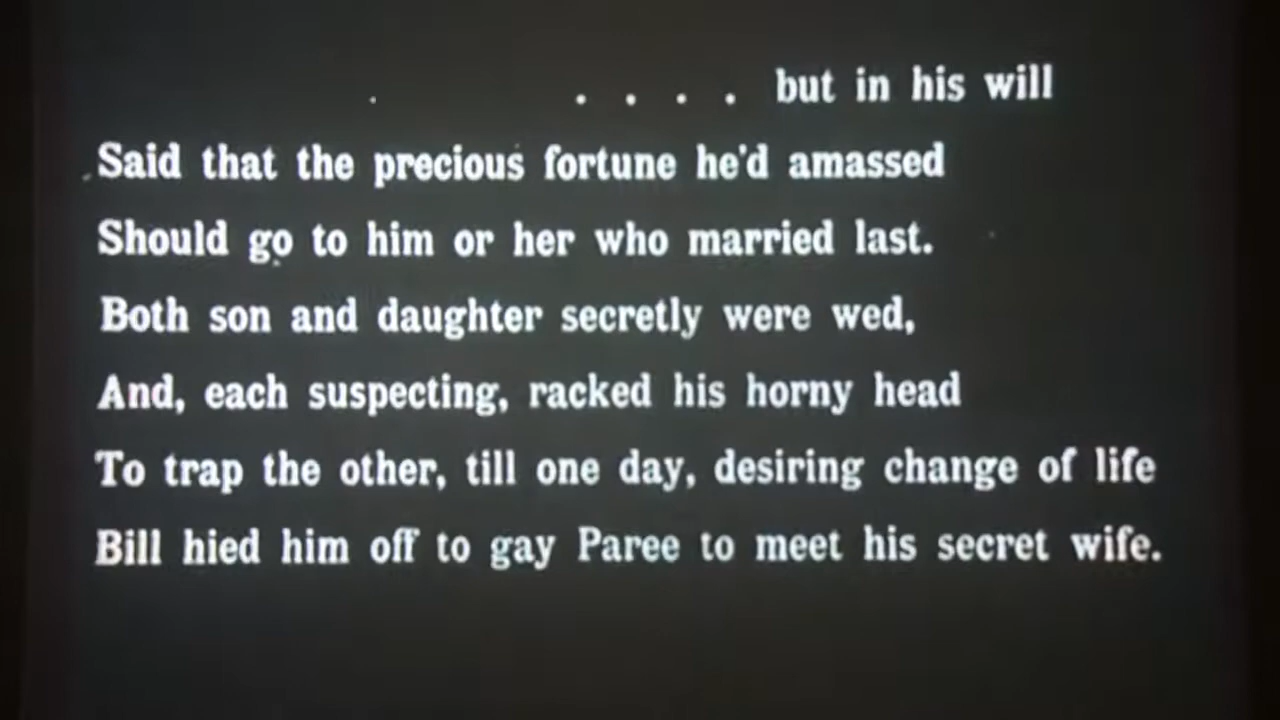 . . . . but in his will
Said that the precious fortune he'd amassed
Should go to him or her who married last.
Both son and daughter secretly were wed,
And, each suspecting, racked his horny head
To trap the other, till one day, desiring change of life
Bill hied him off to gay Paree to meet his secret wife.